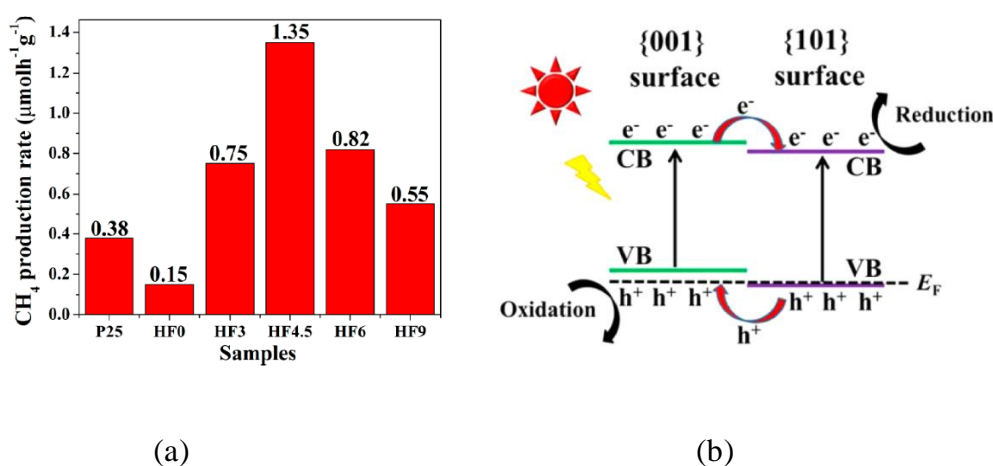 CH₄ production rate (μmolh⁻¹g⁻¹)
1.4
1.2
1.0
0.8
0.6
0.4
0.2
0.0
0.38
0.15
0.75
1.35
0.82
0.55
P25 HF0 HF3 HF4.5 HF6 HF9
Samples
(a)
{001} {101}
surface surface
Reduction
e⁻
e⁻ e⁻ e⁻ e⁻ e⁻ e⁻
CB CB
VB VB
E_F
h⁺ h⁺ h⁺ h⁺ h⁺ h⁺
Oxidation
h⁺
(b)